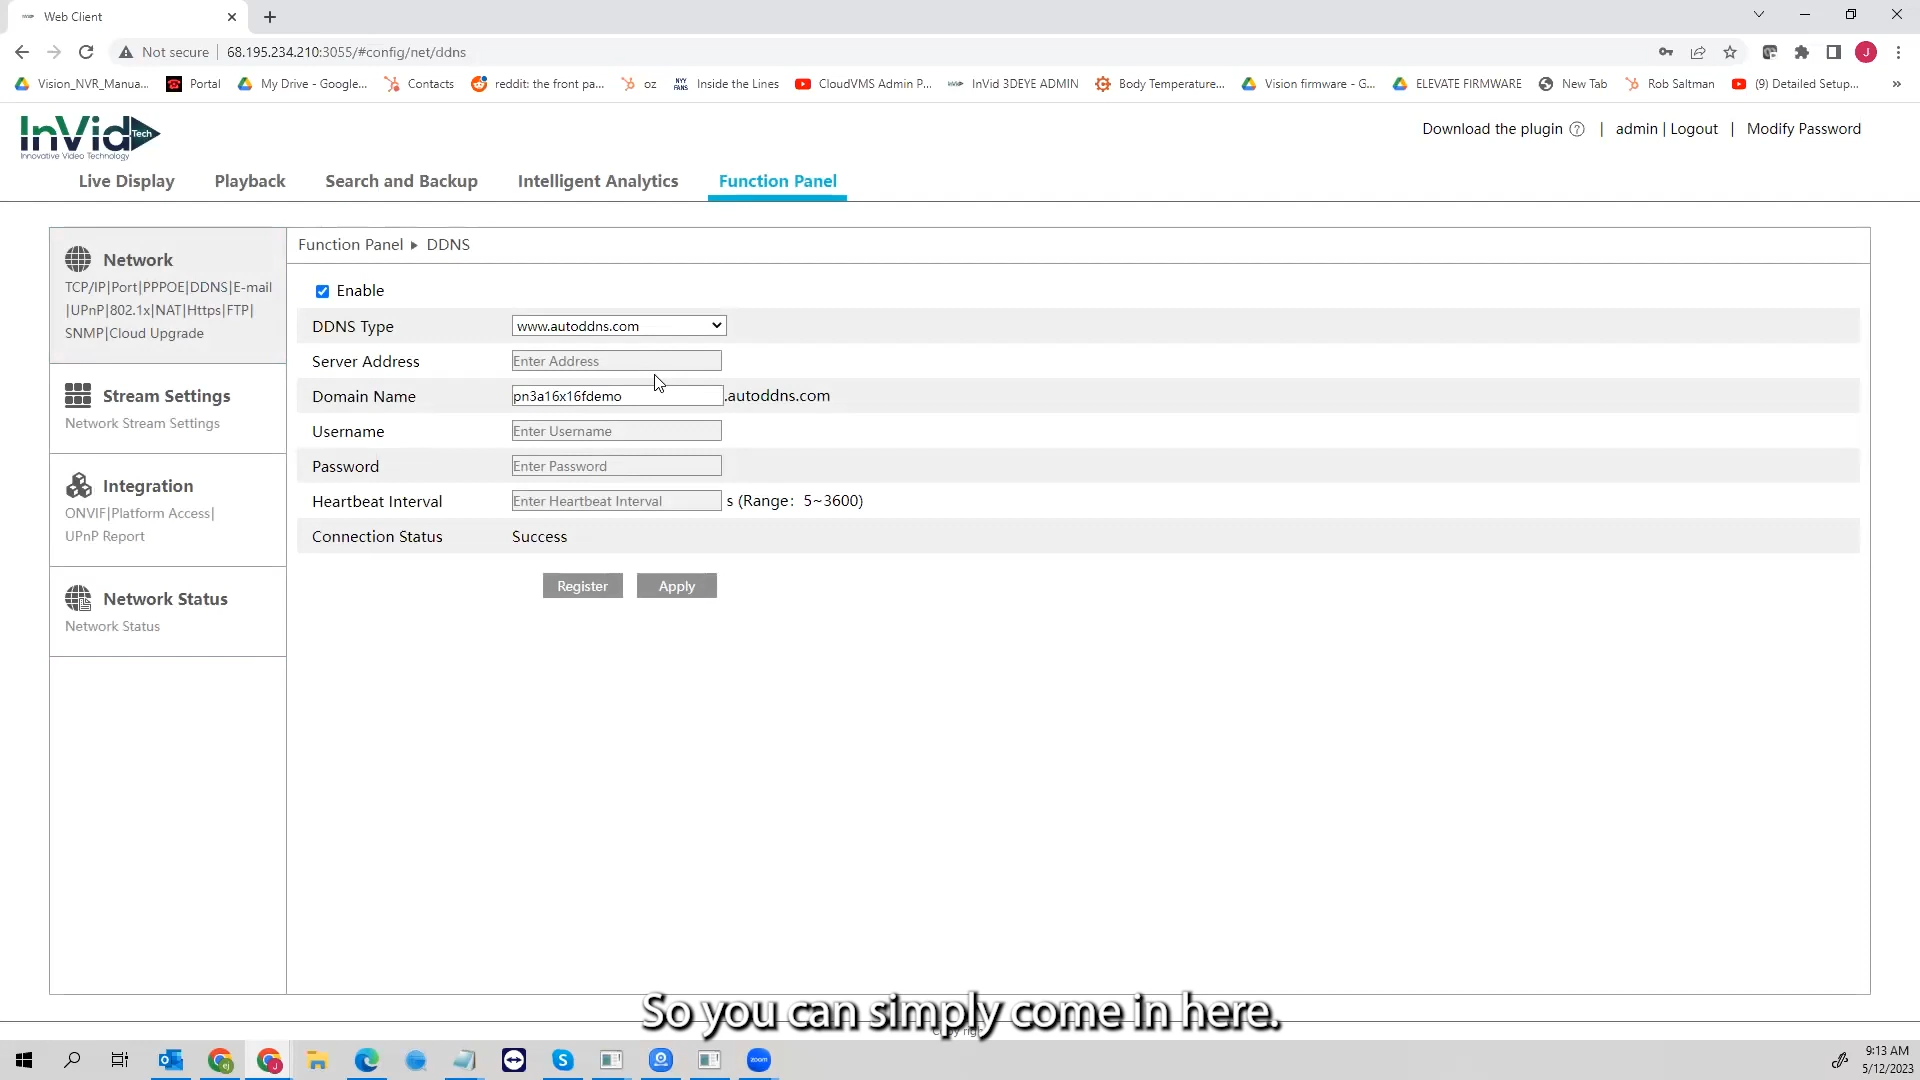 Web Client
Not secure
68.195.234.210:3055/#config/net/ddns
J
Vision_NVR_Manua...
Portal
My Drive - Google...
Contacts
reddit: the front pa...
oz
NYY FANS
Inside the Lines
CloudVMS Admin P...
InVid 3DEYE ADMIN
Body Temperature...
Vision firmware - G...
ELEVATE FIRMWARE
New Tab
Rob Saltman
(9) Detailed Setup...
»
InVid Tech
Innovative Video Technology
Download the plugin ? | admin | Logout | Modify Password
Live Display
Playback
Search and Backup
Intelligent Analytics
Function Panel
Network
TCP/IP|Port|PPPOE|DDNS|E-mail
|UPnP|802.1x|NAT|Https|FTP|
SNMP|Cloud Upgrade
Stream Settings
Network Stream Settings
Integration
ONVIF|Platform Access|
UPnP Report
Network Status
Network Status
Function Panel ▸ DDNS
Enable
DDNS Type www.autoddns.com
Server Address Enter Address
Domain Name pn3a16x16fdemo .autoddns.com
Username Enter Username
Password Enter Password
Heartbeat Interval Enter Heartbeat Interval s (Range: 5~3600)
Connection Status Success
Register
Apply
So you can simply come in here.
ej
J
S
zoom
9:13 AM
5/12/2023